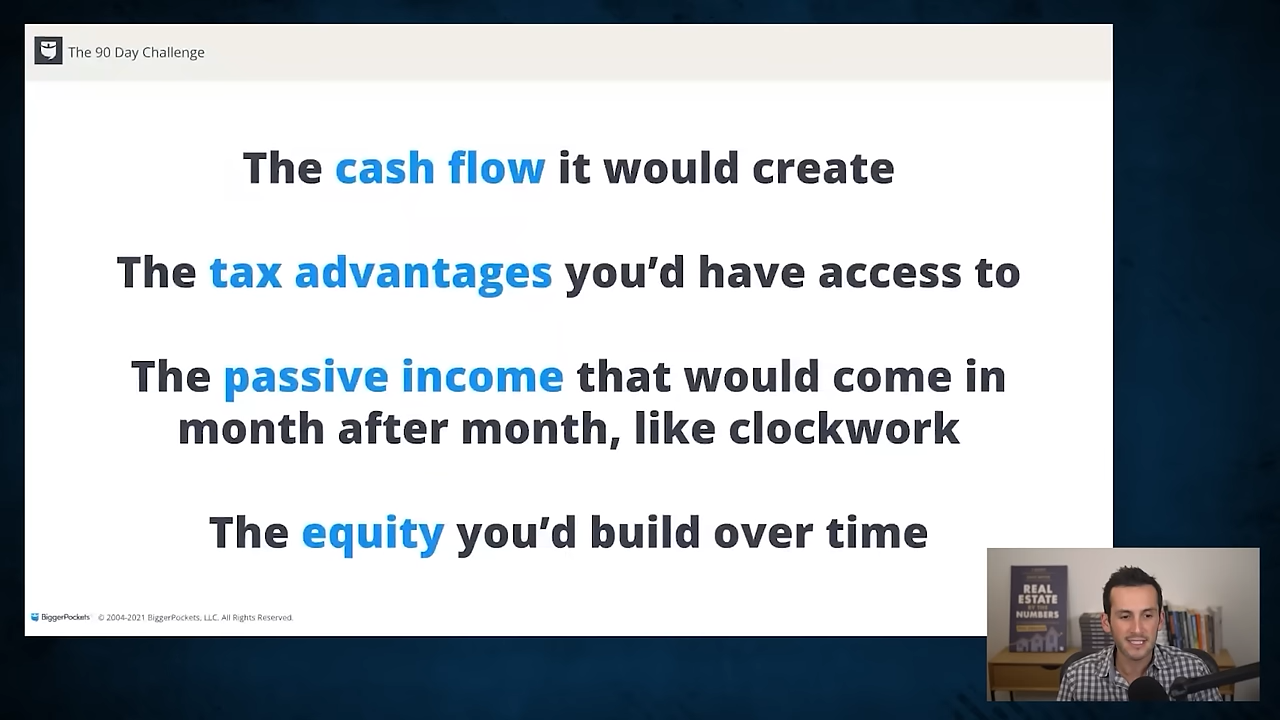 The 90 Day Challenge
The cash flow it would create
The tax advantages you’d have access to
The passive income that would come in
month after month, like clockwork
The equity you’d build over time
BiggerPockets © 2004-2021 BiggerPockets, LLC. All Rights Reserved.
REAL
ESTATE
BY THE
NUMBERS